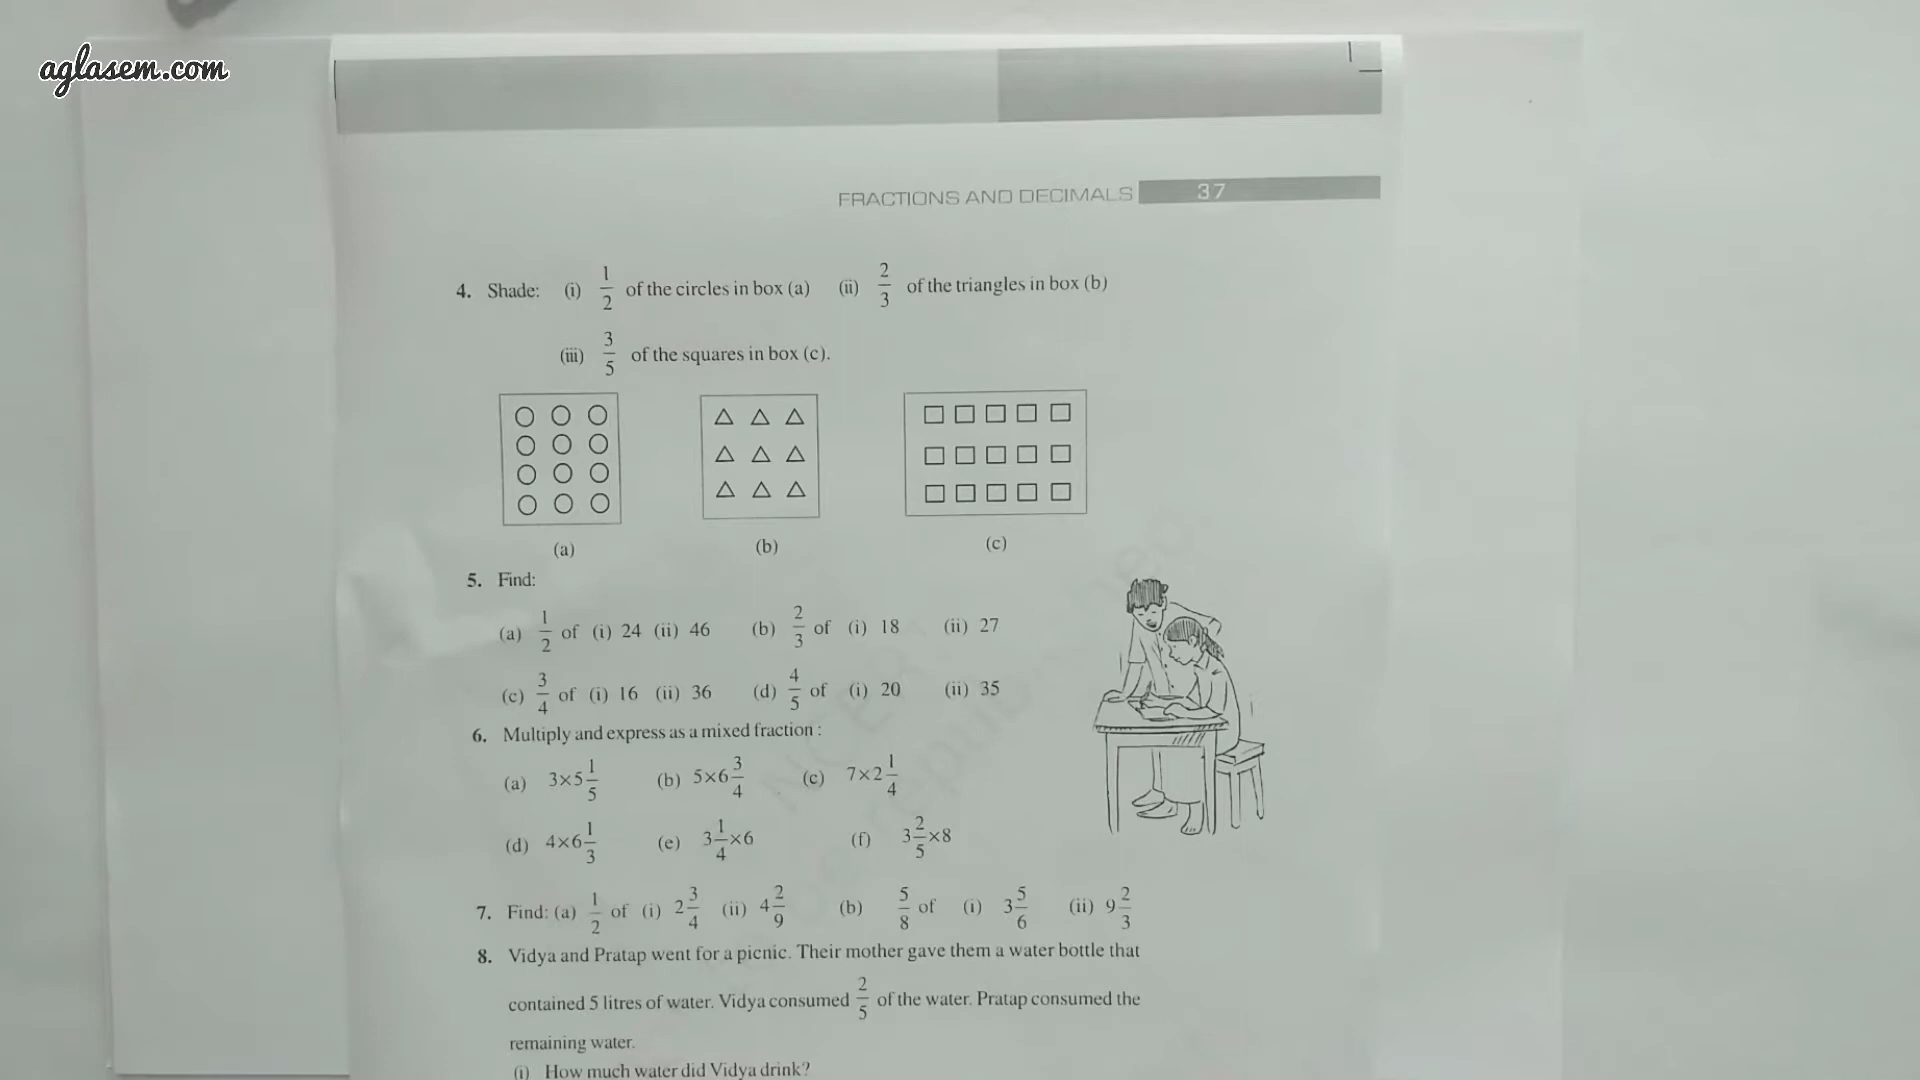 aglasem.com
FRACTIONS AND DECIMALS 37
4. Shade: (i) 1/2 of the circles in box (a) (ii) 2/3 of the triangles in box (b)
(iii) 3/5 of the squares in box (c).
(a) (b) (c)
5. Find:
(a) 1/2 of (i) 24 (ii) 46 (b) 2/3 of (i) 18 (ii) 27
(c) 3/4 of (i) 16 (ii) 36 (d) 4/5 of (i) 20 (ii) 35
6. Multiply and express as a mixed fraction :
(a) 3×5 1/5 (b) 5×6 3/4 (c) 7×2 1/4
(d) 4×6 1/3 (e) 3 1/4×6 (f) 3 2/5×8
7. Find: (a) 1/2 of (i) 2 3/4 (ii) 4 2/9 (b) 5/8 of (i) 3 5/6 (ii) 9 2/3
8. Vidya and Pratap went for a picnic. Their mother gave them a water bottle that
contained 5 litres of water. Vidya consumed 2/5 of the water. Pratap consumed the
remaining water.
(i) How much water did Vidya drink?